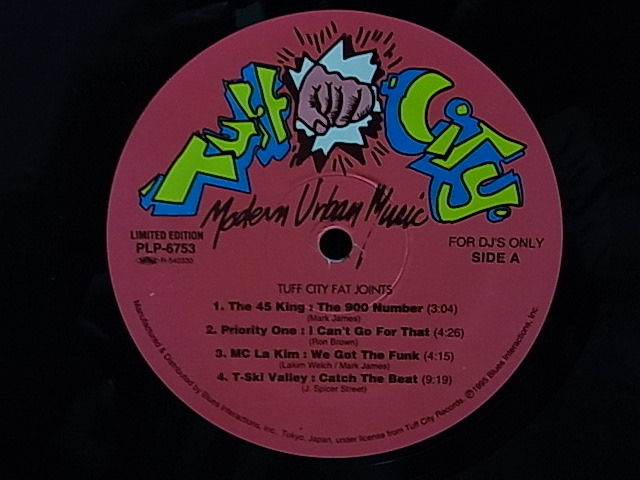 Tuff City
Modern Urban Music
LIMITED EDITION
PLP-6753
R-540330
FOR DJ'S ONLY
SIDE A
TUFF CITY FAT JOINTS
1. The 45 King : The 900 Number (3:04)
(Mark James)
2. Priority One : I Can't Go For That (4:26)
(Ron Brown)
3. MC La Kim : We Got The Funk (4:15)
(Lakim Welch / Mark James)
4. T-Ski Valley : Catch The Beat (9:19)
(J. Spicer Street)
Manufactured & Distributed by Blues Interactions, Inc. Tokyo, Japan, under license from Tuff City Records. ℗1995 Blues Interactions, Inc.